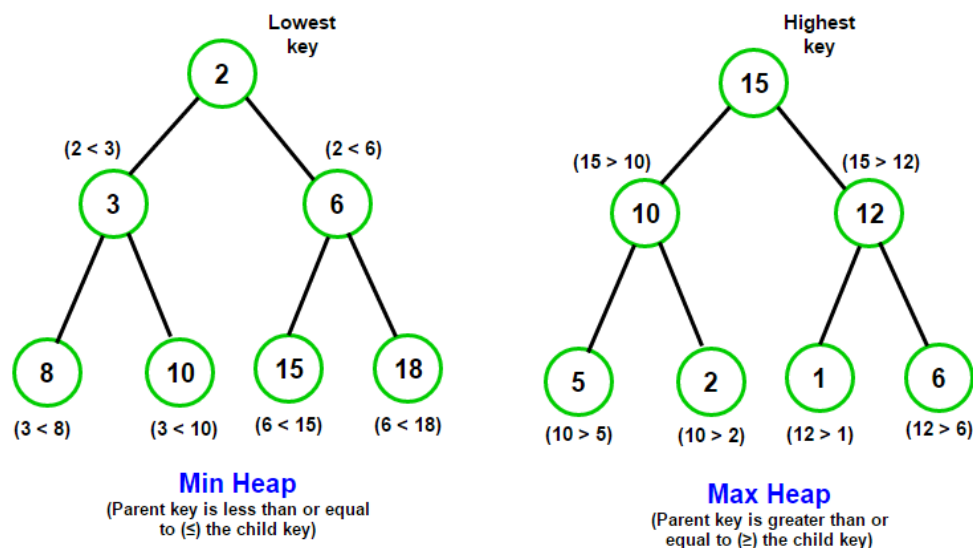 Lowest
key
2
(2 < 3)
(2 < 6)
3
6
8
10
15
18
(3 < 8)
(3 < 10)
(6 < 15)
(6 < 18)
Min Heap
(Parent key is less than or equal
to (≤) the child key)
Highest
key
15
(15 > 10)
(15 > 12)
10
12
5
2
1
6
(10 > 5)
(10 > 2)
(12 > 1)
(12 > 6)
Max Heap
(Parent key is greater than or
equal to (≥) the child key)